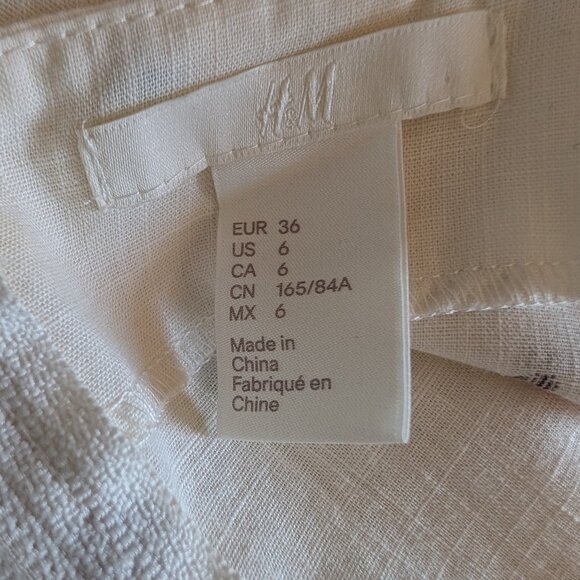 H&M
EUR 36
US 6
CA 6
CN 165/84A
MX 6
Made in
China
Fabriqué en
Chine